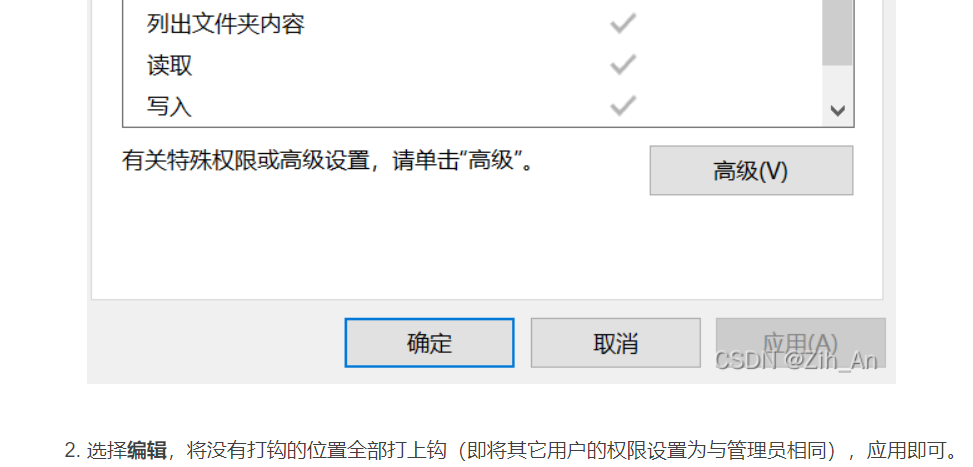 列出文件夹内容
读取
写入
有关特殊权限或高级设置，请单击“高级”。
高级(V)
确定
取消
应用(A)
CSDN @Zih_An
2. 选择编辑，将没有打钩的位置全部打上钩（即将其它用户的权限设置为与管理员相同），应用即可。